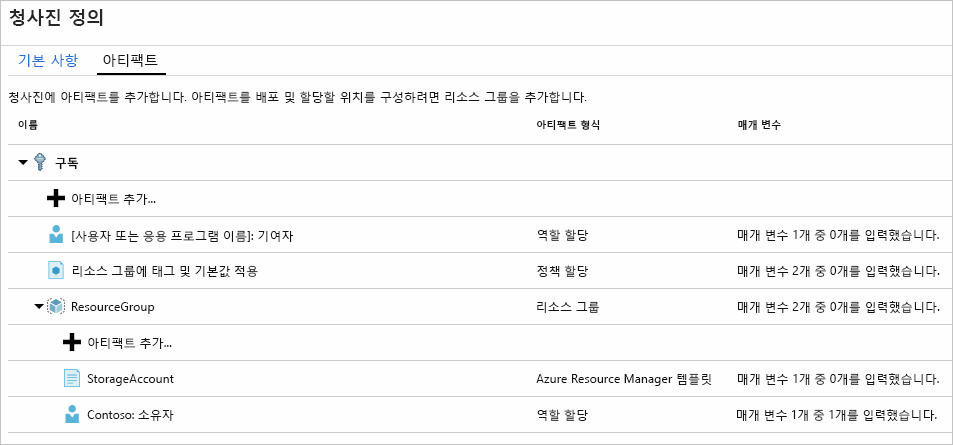 청사진 정의
기본 사항 아티팩트
청사진에 아티팩트를 추가합니다. 아티팩트를 배포 및 할당할 위치를 구성하려면 리소스 그룹을 추가합니다.
이름 아티팩트 형식 매개 변수
구독
아티팩트 추가...
[사용자 또는 응용 프로그램 이름]: 기여자 역할 할당 매개 변수 1개 중 0개를 입력했습니다.
리소스 그룹에 태그 및 기본값 적용 정책 할당 매개 변수 2개 중 0개를 입력했습니다.
ResourceGroup 리소스 그룹 매개 변수 2개 중 0개를 입력했습니다.
아티팩트 추가...
StorageAccount Azure Resource Manager 템플릿 매개 변수 1개 중 0개를 입력했습니다.
Contoso: 소유자 역할 할당 매개 변수 1개 중 1개를 입력했습니다.